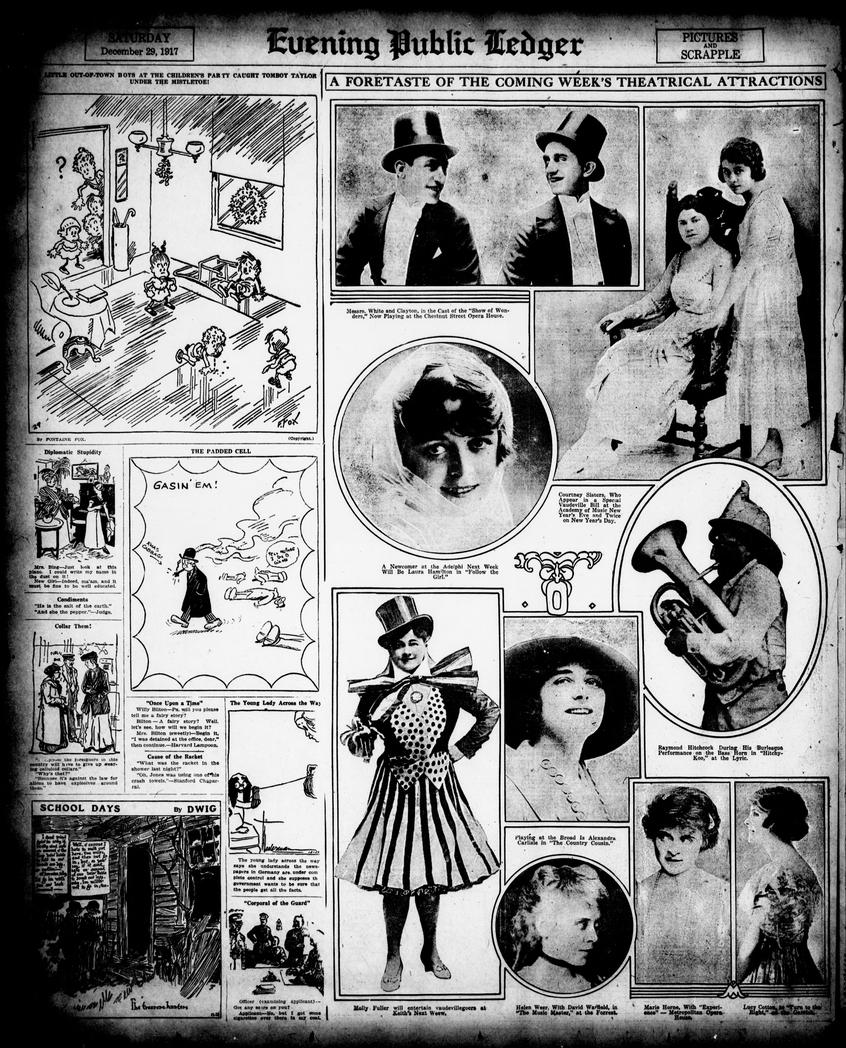 SATURDAY
December 29, 1917
Evening Public Ledger
PICTURES
AND
SCRAPPLE
LITTLE OUT-OF-TOWN BOYS AT THE CHILDREN'S PARTY CAUGHT TOMBOY TAYLOR
UNDER THE MISTLETOE!
?
F. FOX
By FONTAINE FOX.
(Copyright.)
A FORETASTE OF THE COMING WEEK'S THEATRICAL ATTRACTIONS
Messrs. White and Clayton, in the Cast of the "Show of Won-
ders," Now Playing at the Chestnut Street Opera House.
Courtney Sisters, Who
Appear in a Special
Vaudeville Bill at the
Academy of Music New
Year's Eve and Twice
on New Year's Day.
A Newcomer at the Adelphi Next Week
Will Be Laura Hamilton in "Follow the
Girl."
Raymond Hitchcock During His Burlesque
Performance on the Bass Horn in "Hitchy-
Koo," at the Lyric.
Playing at the Broad Is Alexandra
Carlisle in "The Country Cousin."
Molly Fuller will entertain vaudevillegoers at
Keith's Next Week.
Helen Weer, With David Warfield, in
"The Music Master," at the Forrest.
Marie Horne, With "Experi-
ence" — Metropolitan Opera
House.
Lucy Cotton, in "Turn to the
Right," at the Garrick.
Diplomatic Stupidity
Mrs. Bing—Just look at this
piano. I could write my name in
the dust on it!
New Girl—Indeed, ma'am, and it
must be fine to be well educated.
Condiments
"He is the salt of the earth."
"And she the pepper."—Judge.
Collar Them!
the foreigners in this
country will have to give up wear-
ing celluloid collars."
"Why's that?"
"Because it's against the law for
aliens to have explosives around
them.
THE PADDED CELL
GASIN' EM!
"Once Upon a Time"
Willy Bilton—Pa, will you please
tell me a fairy story?
Bilton—A fairy story? Well,
let's see, how will we begin it?
Mrs. Bilton (sweetly)—Begin it,
"I was detained at the office, dear,"
then continue.—Harvard Lampoon.
Cause of the Racket
"What was the racket in the
shower last night?"
"Oh, Jones was using one of his
crash towels."—Stanford Chapar-
ral.
The Young Lady Across the Way
The young lady across the way
says she understands the news-
papers in Germany are under com
plete control and she supposes th
government wants to be sure that
the people get all the facts.
"Corporal of the Guard"
Officer (examining applicant)—
Got any scars on you?
Applicant—No, but I got some
cigarettes over there in my coat.
SCHOOL DAYS By DWIG